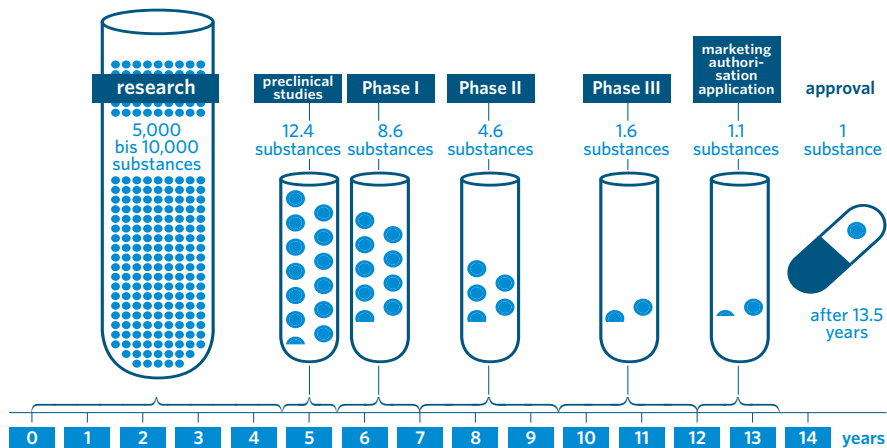 research
5,000
bis 10,000
substances
preclinical
studies
12.4
substances
Phase I
8.6
substances
Phase II
4.6
substances
Phase III
1.6
substances
marketing
authori-
sation
application
1.1
substances
approval
1
substance
after 13.5
years
0 1 2 3 4 5 6 7 8 9 10 11 12 13 14 years